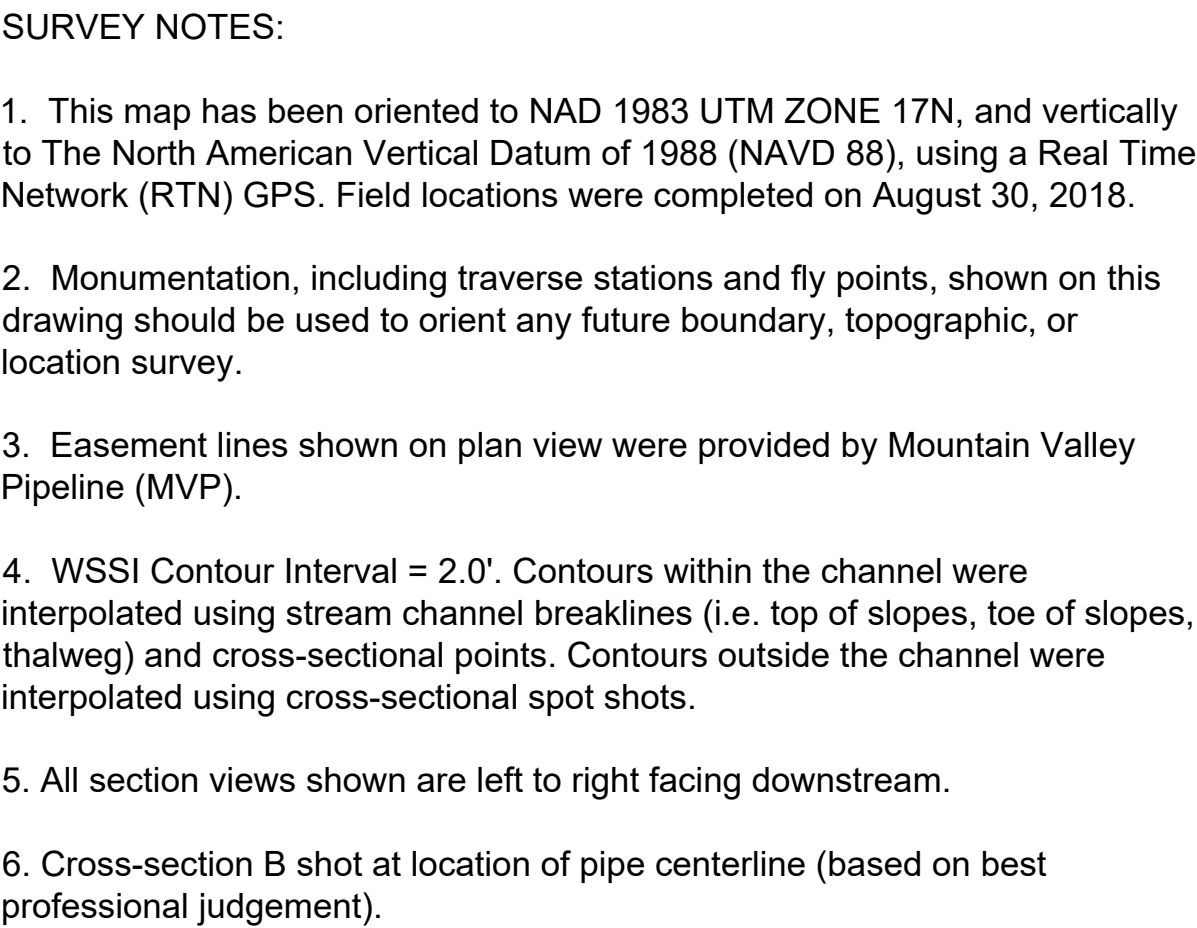 SURVEY NOTES:
1.  This map has been oriented to NAD 1983 UTM ZONE 17N, and vertically
to The North American Vertical Datum of 1988 (NAVD 88), using a Real Time
Network (RTN) GPS. Field locations were completed on August 30, 2018.
2.  Monumentation, including traverse stations and fly points, shown on this
drawing should be used to orient any future boundary, topographic, or
location survey.
3.  Easement lines shown on plan view were provided by Mountain Valley
Pipeline (MVP).
4.  WSSI Contour Interval = 2.0'. Contours within the channel were
interpolated using stream channel breaklines (i.e. top of slopes, toe of slopes,
thalweg) and cross-sectional points. Contours outside the channel were
interpolated using cross-sectional spot shots.
5. All section views shown are left to right facing downstream.
6. Cross-section B shot at location of pipe centerline (based on best
professional judgement).